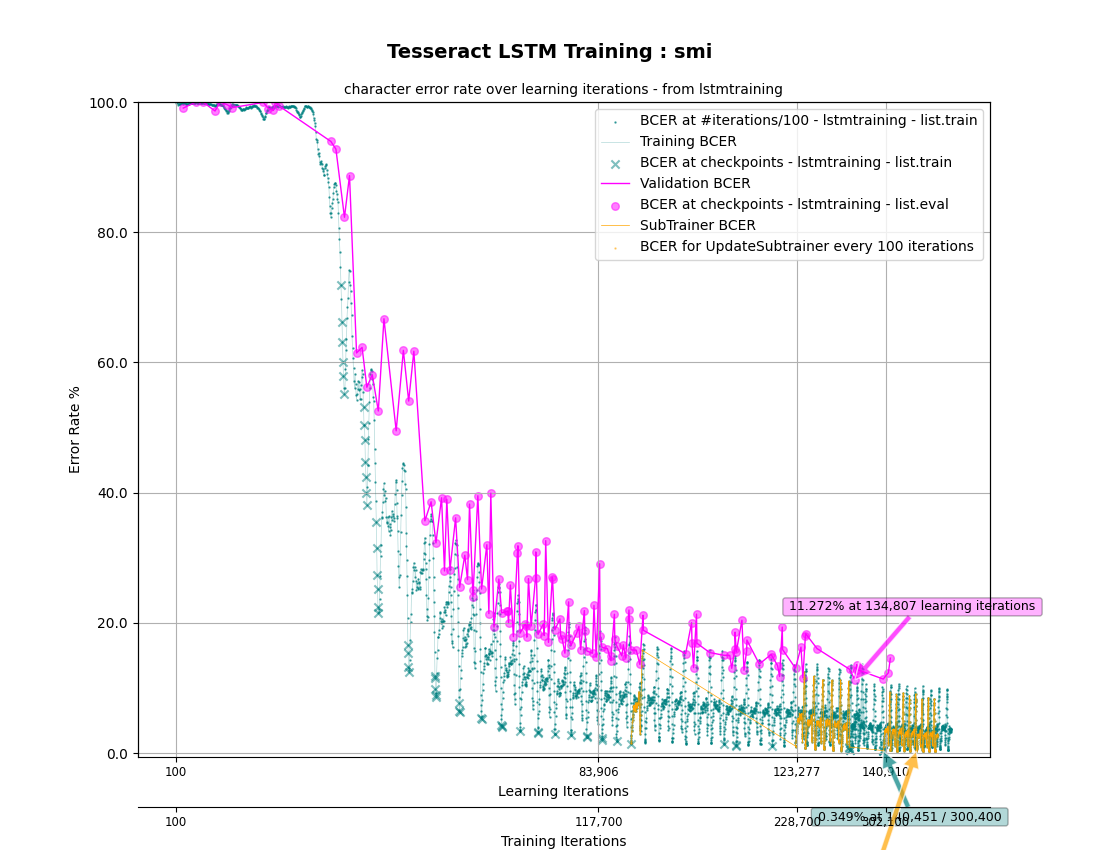 Tesseract LSTM Training : smi
character error rate over learning iterations - from lstmtraining
100.0
80.0
60.0
40.0
20.0
0.0
Error Rate %
BCER at #iterations/100 - lstmtraining - list.train
Training BCER
BCER at checkpoints - lstmtraining - list.train
Validation BCER
BCER at checkpoints - lstmtraining - list.eval
SubTrainer BCER
BCER for UpdateSubtrainer every 100 iterations
11.272% at 134,807 learning iterations
100 83,906 123,277 140,910
Learning Iterations
0.349% at 140,451 / 300,400
100 117,700 228,700 302,100
Training Iterations